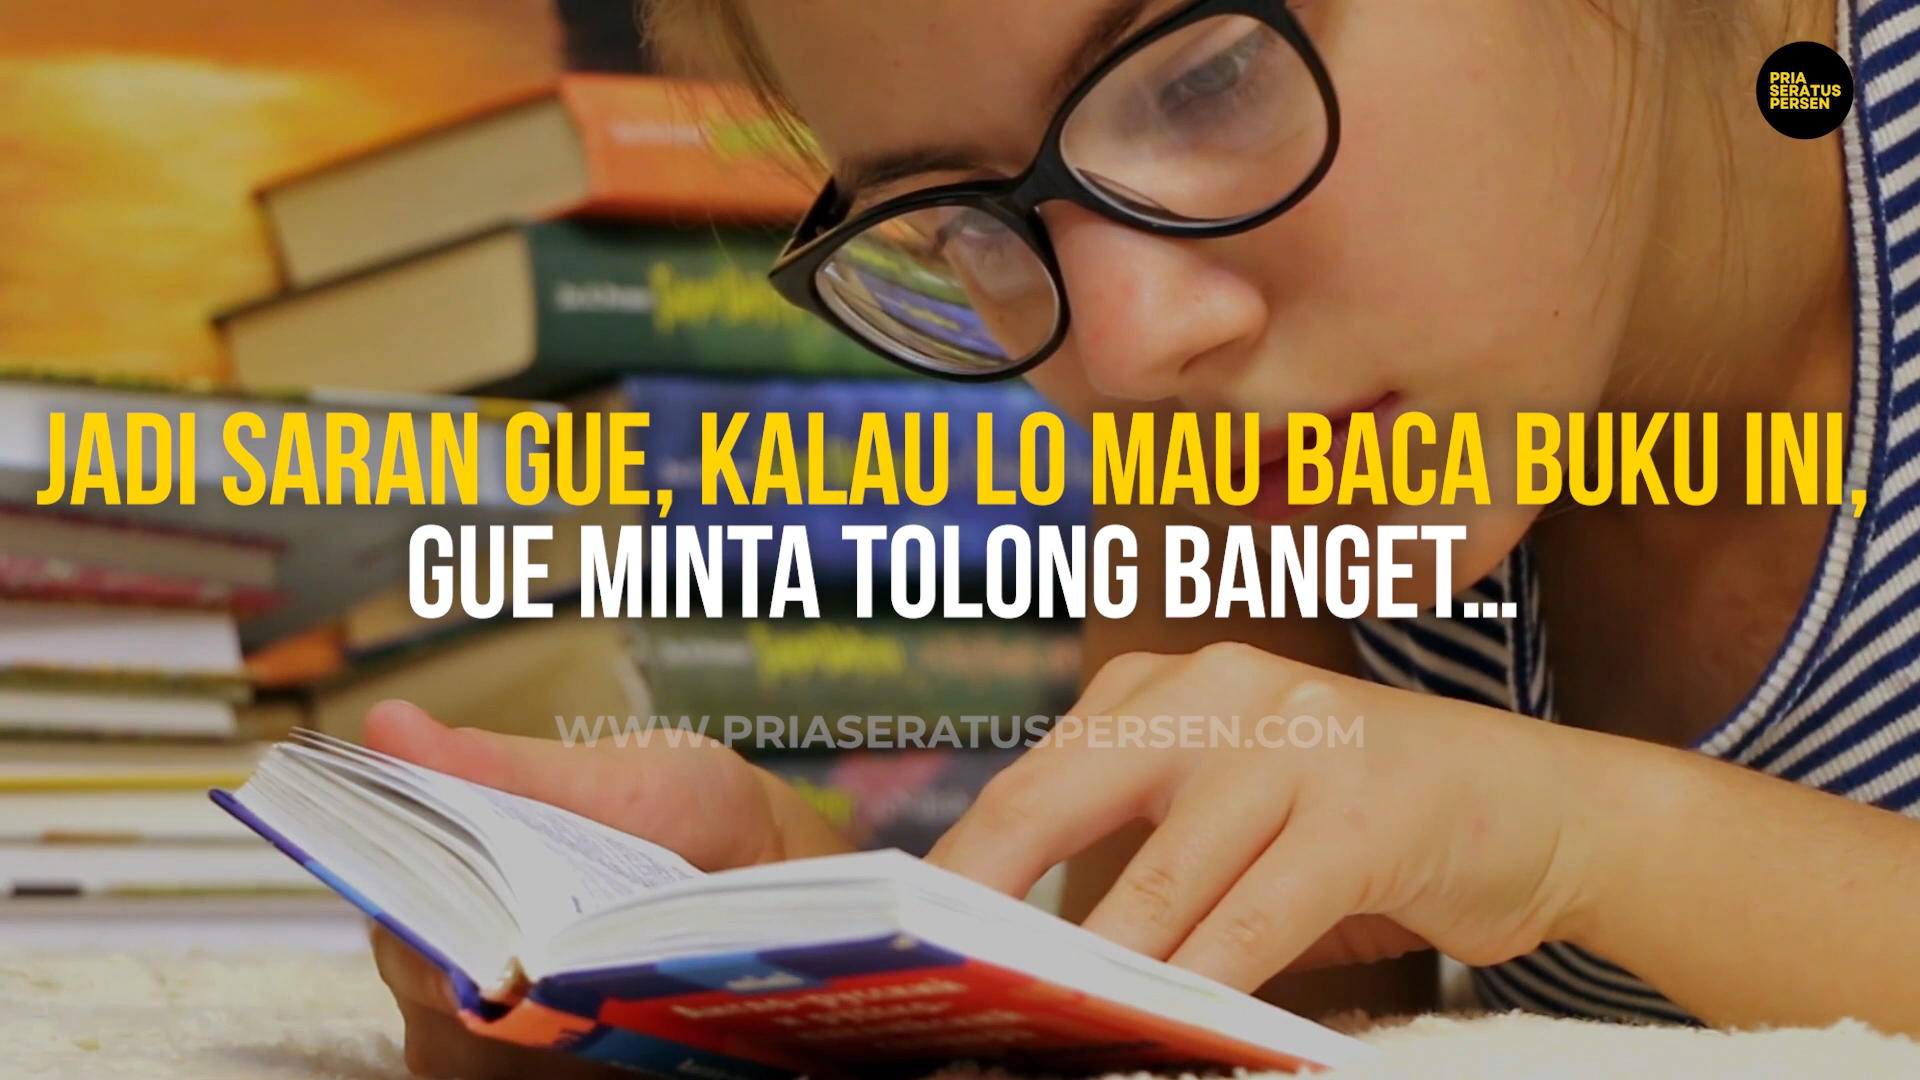 PRIA
SERATUS
PERSEN
JADI SARAN GUE, KALAU LO MAU BACA BUKU INI,
GUE MINTA TOLONG BANGET...
WWW.PRIASERATUSPERSEN.COM